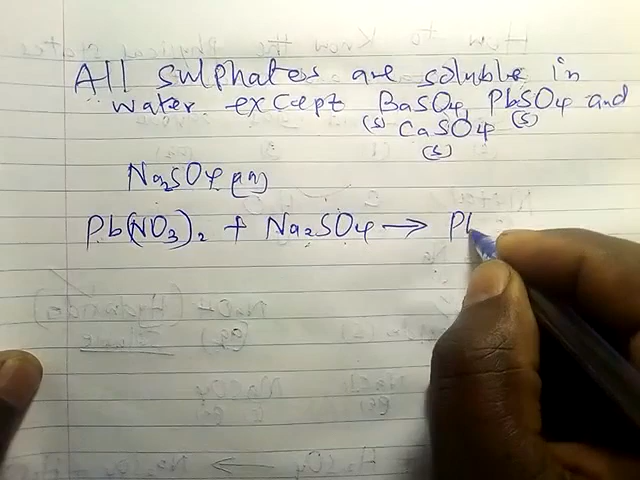 All sulphates are soluble in
water except BaSO4, PbSO4 and
(s) CaSO4 (s)
(s)
Na2SO4 (aq)
Pb(NO3)2 + Na2SO4 → Pb